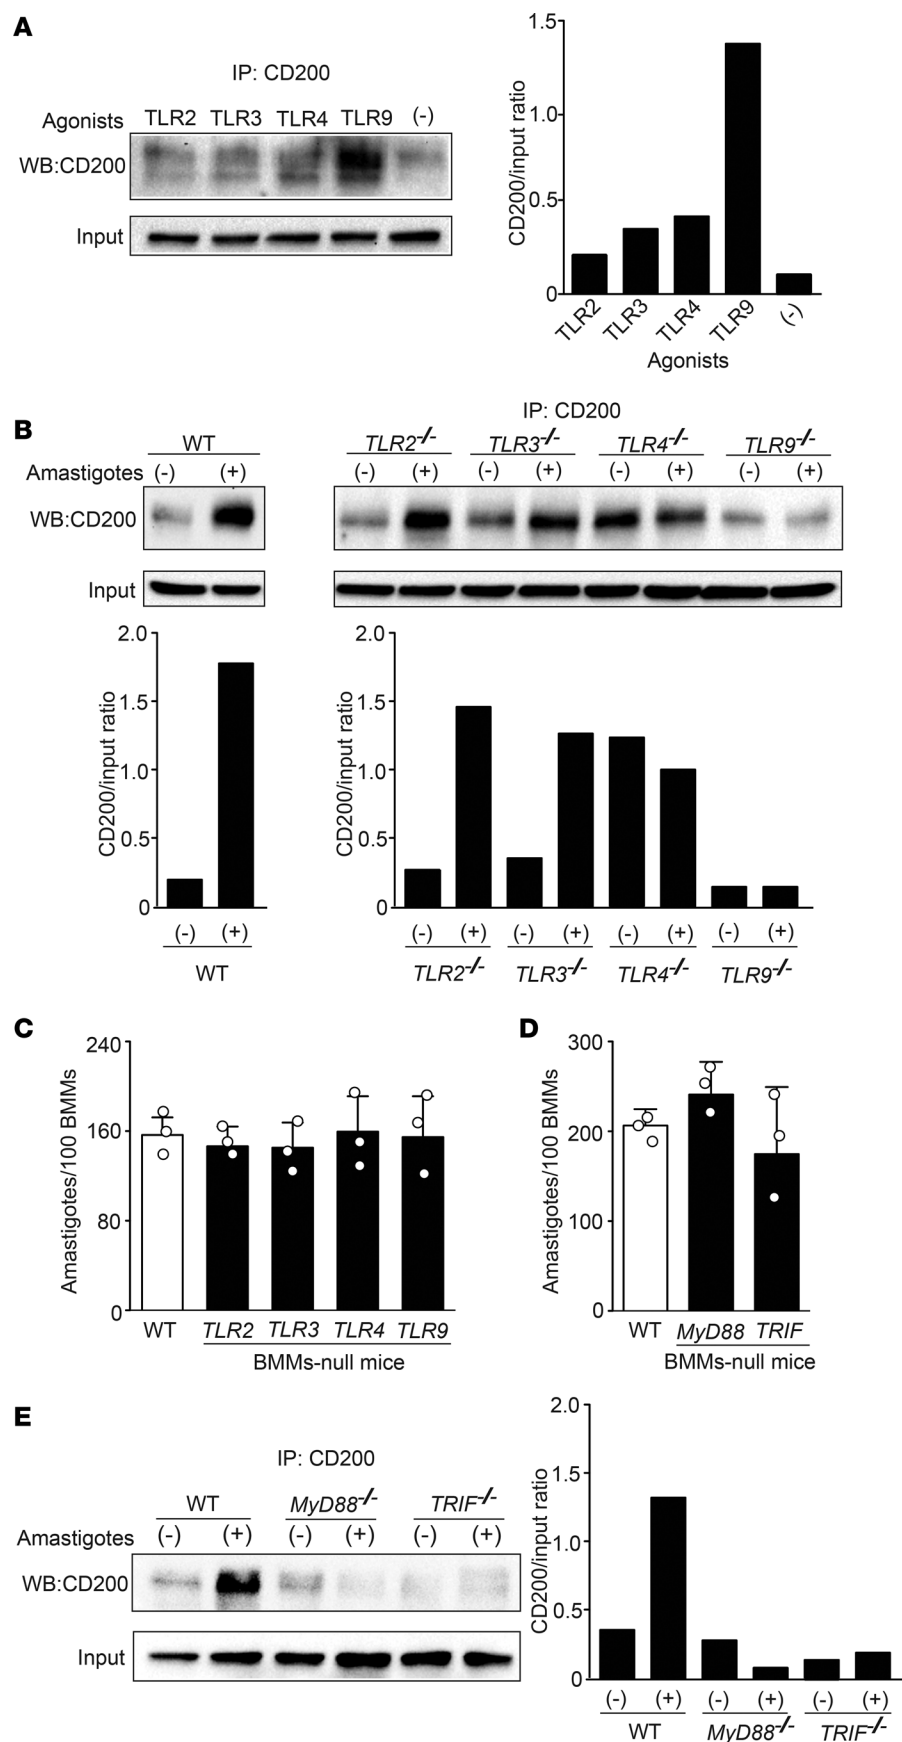 A
IP: CD200
Agonists TLR2 TLR3 TLR4 TLR9 (-)
WB:CD200
Input
CD200/input ratio
1.5
1.0
0.5
0
TLR2 TLR3 TLR4 TLR9 (-)
Agonists
B
IP: CD200
WT TLR2-/- TLR3-/- TLR4-/- TLR9-/-
Amastigotes (-) (+) (-) (+) (-) (+) (-) (+) (-) (+)
WB:CD200
Input
CD200/input ratio
2.0
1.5
1.0
0.5
0
(-) (+)
WT
CD200/input ratio
2.0
1.5
1.0
0.5
0
(-) (+) (-) (+) (-) (+) (-) (+)
TLR2-/- TLR3-/- TLR4-/- TLR9-/-
C
Amastigotes/100 BMMs
240
160
80
0
WT TLR2 TLR3 TLR4 TLR9
BMMs-null mice
D
Amastigotes/100 BMMs
300
200
100
0
WT MyD88 TRIF
BMMs-null mice
E
IP: CD200
WT MyD88-/- TRIF-/-
Amastigotes (-) (+) (-) (+) (-) (+)
WB:CD200
Input
CD200/input ratio
2.0
1.5
1.0
0.5
0
(-) (+) (-) (+) (-) (+)
WT MyD88-/- TRIF-/-